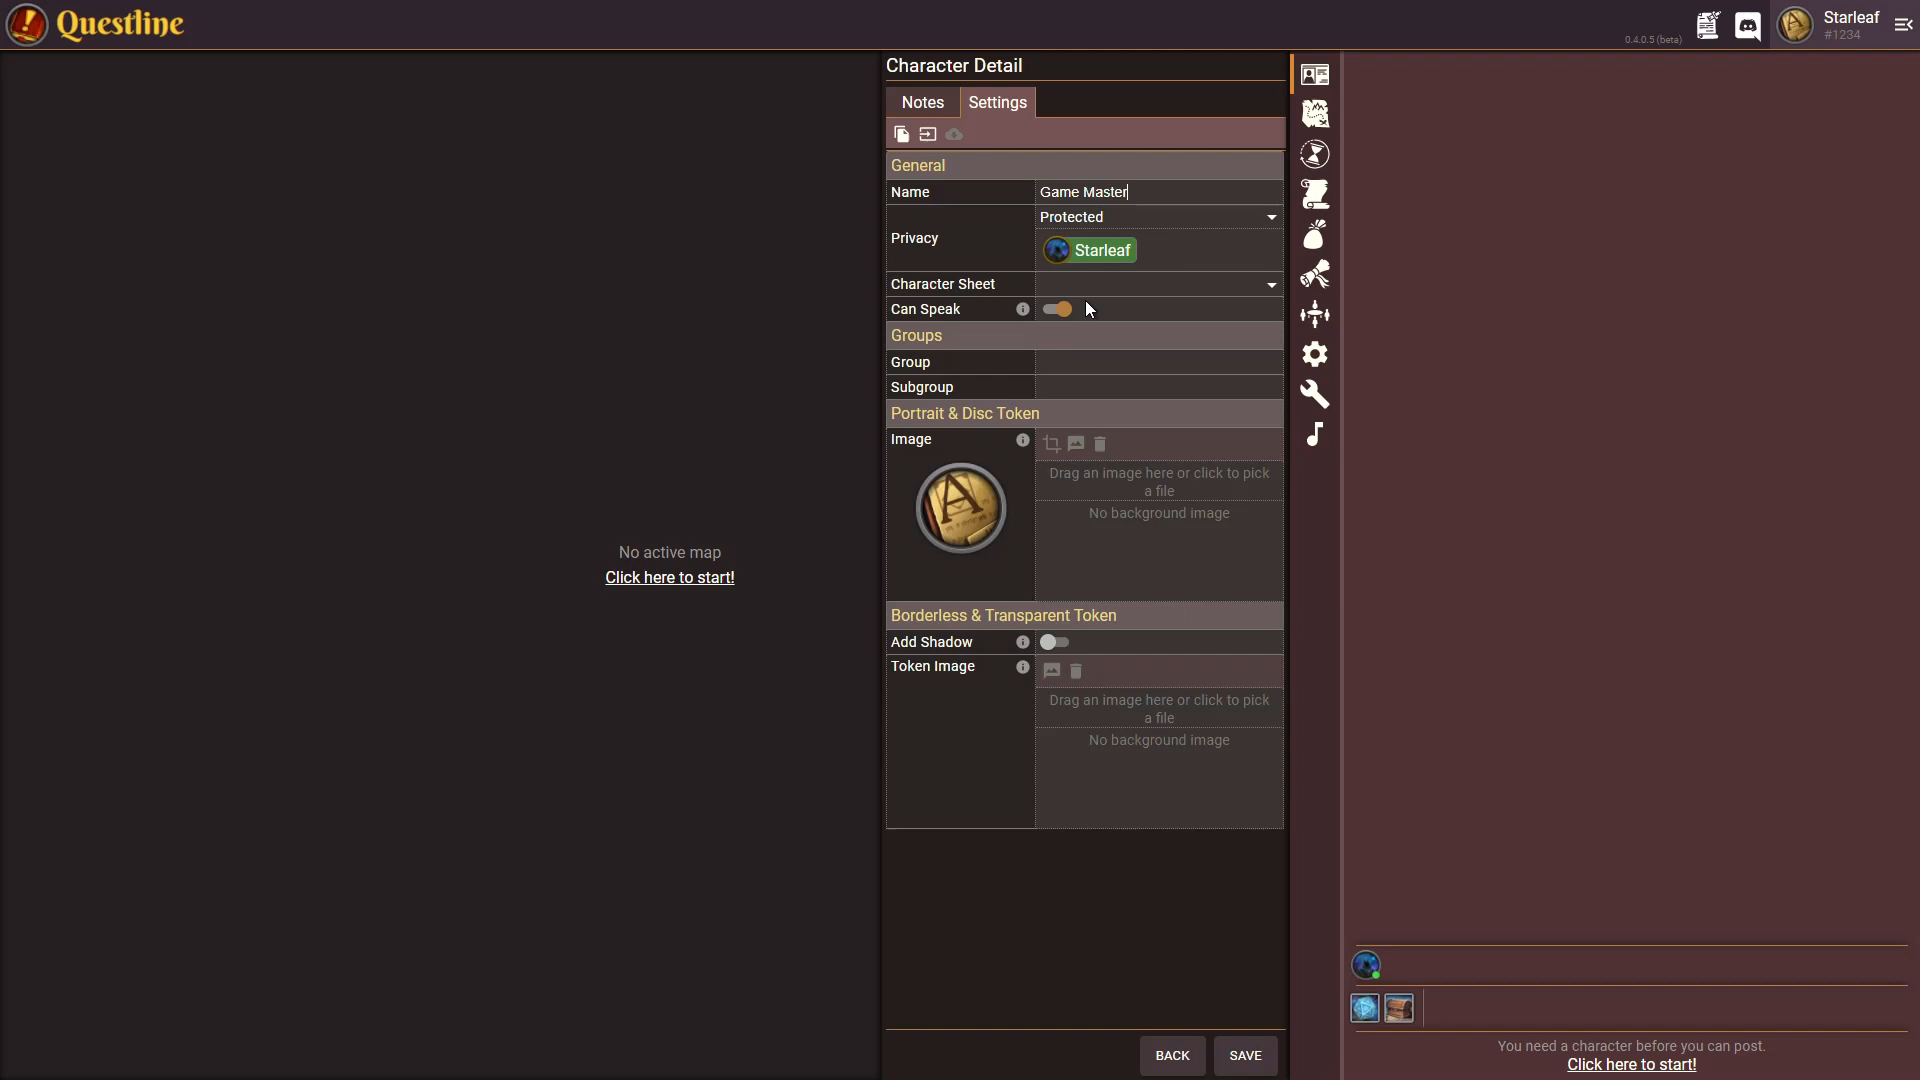 Questline
0.4.0.5 (beta)
Starleaf
#1234
Character Detail
Notes
Settings
General
Name
Game Master
Privacy
Protected
Starleaf
Character Sheet
Can Speak
Groups
Group
Subgroup
Portrait & Disc Token
Image
Drag an image here or click to pick
a file
No background image
Borderless & Transparent Token
Add Shadow
Token Image
Drag an image here or click to pick
a file
No background image
BACK
SAVE
No active map
Click here to start!
You need a character before you can post.
Click here to start!